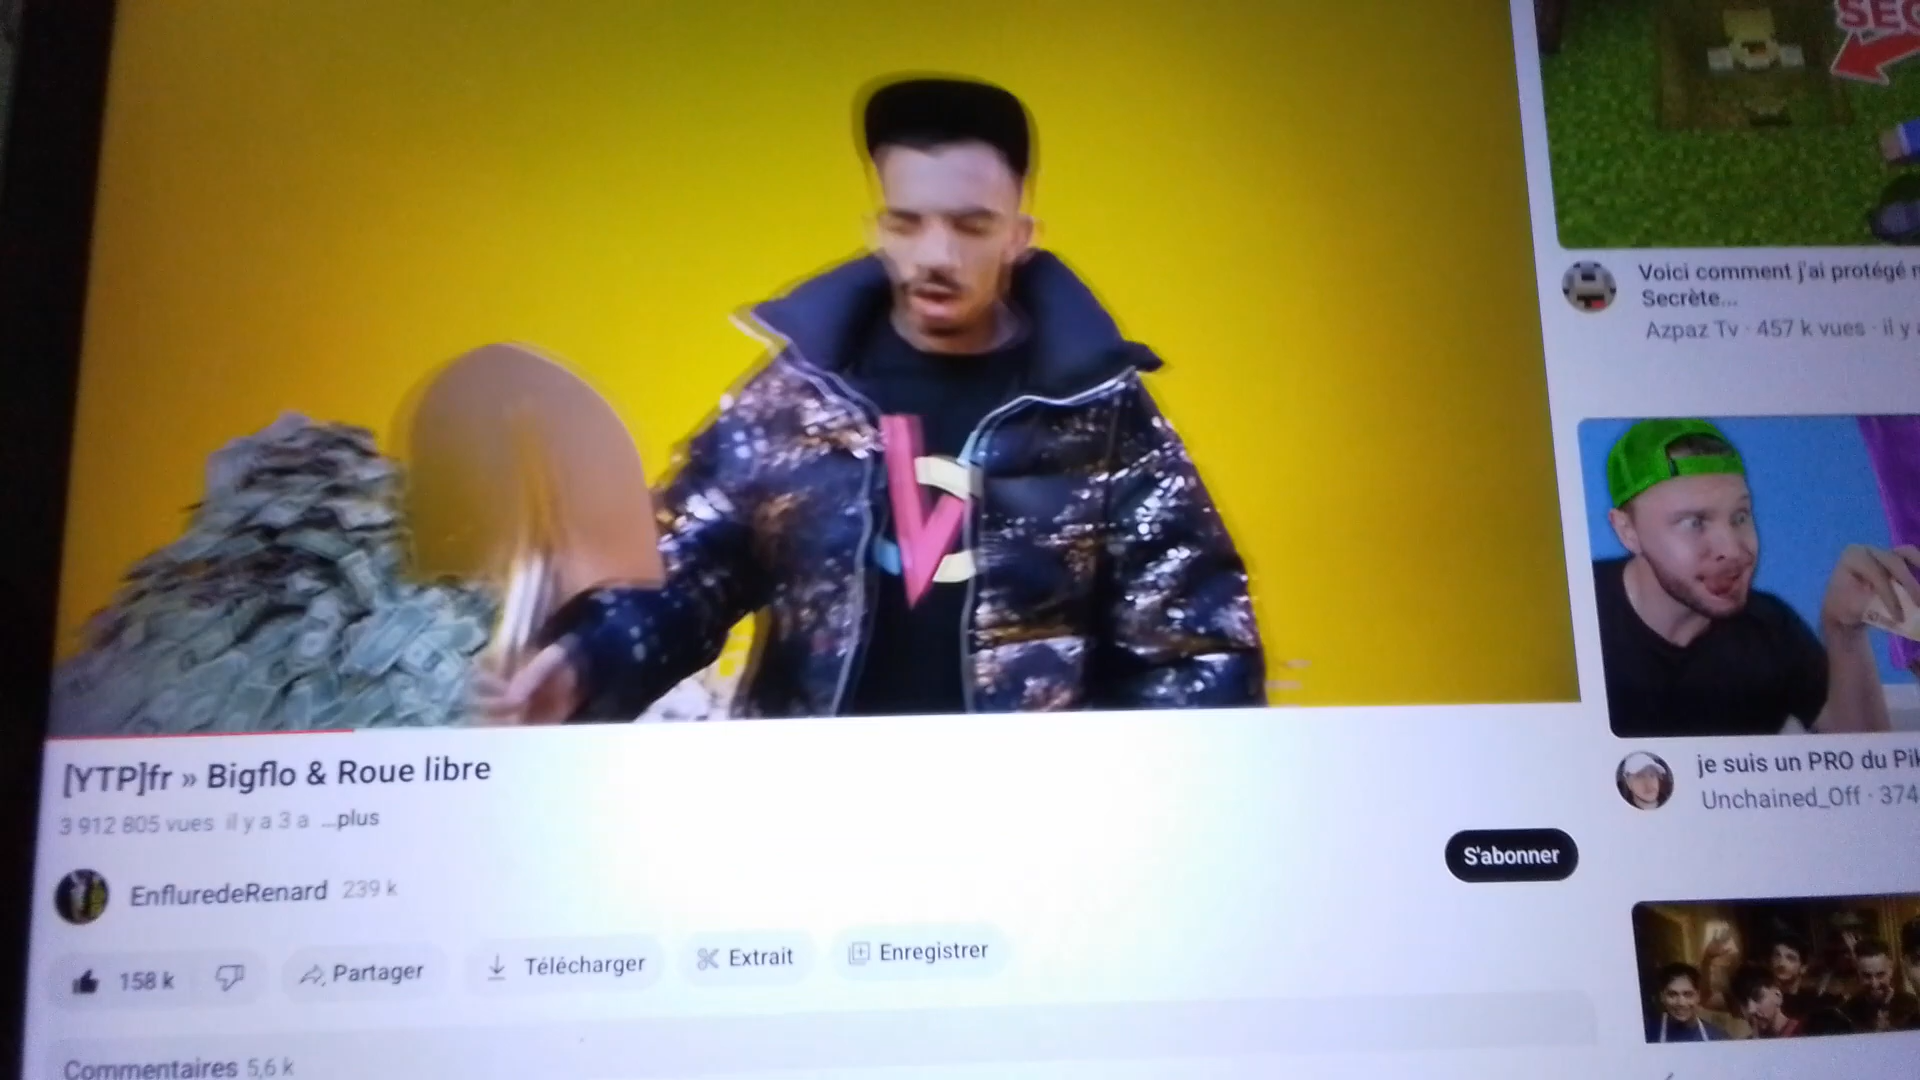 SEC
Voici comment j'ai protégé
Secrète...
Azpaz Tv · 457 k vues · il y
[YTP]fr » Bigflo & Roue libre
3 912 805 vues il y a 3 a ...plus
EnfluredeRenard 239 k
S'abonner
158 k
Partager
Télécharger
Extrait
Enregistrer
Commentaires 5,6 k
je suis un PRO du
Unchained_Off · 374